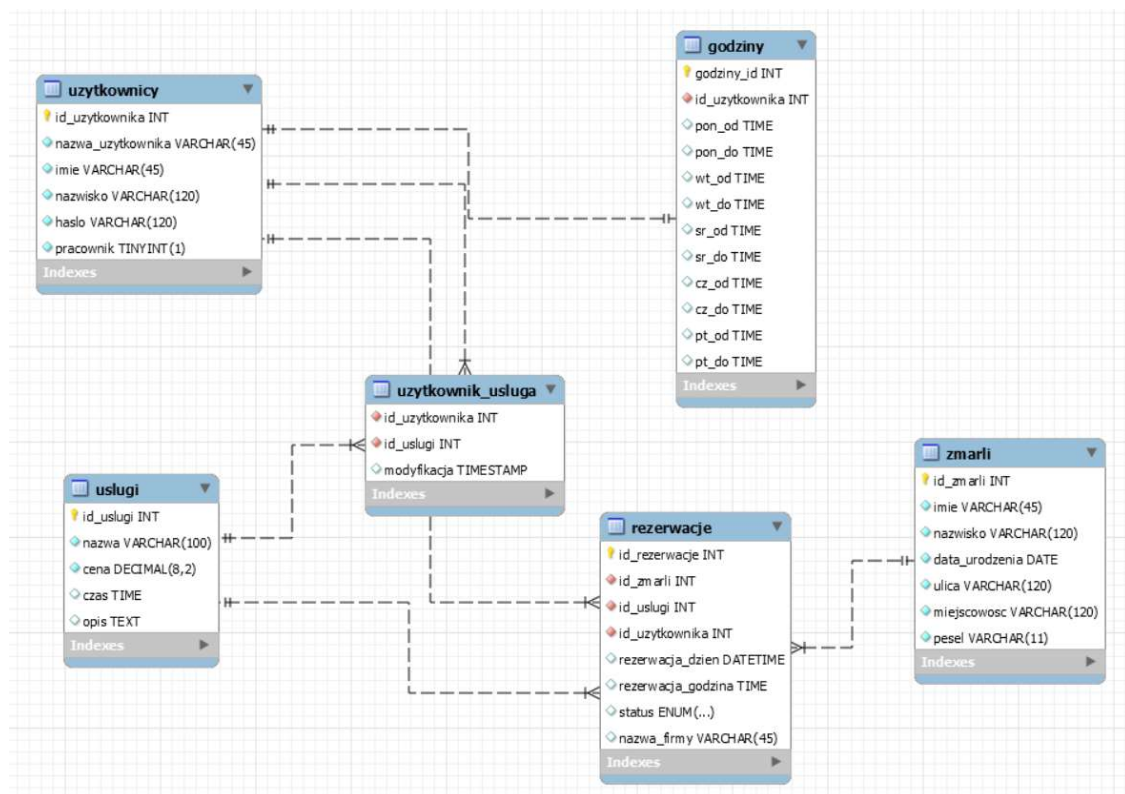 uzytkownicy
id_uzytkownika INT
nazwa_uzytkownika VARCHAR(45)
imie VARCHAR(45)
nazwisko VARCHAR(120)
haslo VARCHAR(120)
pracownik TINYINT(1)
Indexes
godziny
godziny_id INT
id_uzytkownika INT
pon_od TIME
pon_do TIME
wt_od TIME
wt_do TIME
sr_od TIME
sr_do TIME
cz_od TIME
cz_do TIME
pt_od TIME
pt_do TIME
Indexes
uzytkownik_usluga
id_uzytkownika INT
id_uslugi INT
modyfikacja TIMESTAMP
Indexes
uslugi
id_uslugi INT
nazwa VARCHAR(100)
cena DECIMAL(8,2)
czas TIME
opis TEXT
Indexes
rezerwacje
id_rezerwacje INT
id_zmarli INT
id_uslugi INT
id_uzytkownika INT
rezerwacja_dzien DATETIME
rezerwacja_godzina TIME
status ENUM(...)
nazwa_firmy VARCHAR(45)
Indexes
zmarli
id_zmarli INT
imie VARCHAR(45)
nazwisko VARCHAR(120)
data_urodzenia DATE
ulica VARCHAR(120)
miejscowosc VARCHAR(120)
pesel VARCHAR(11)
Indexes